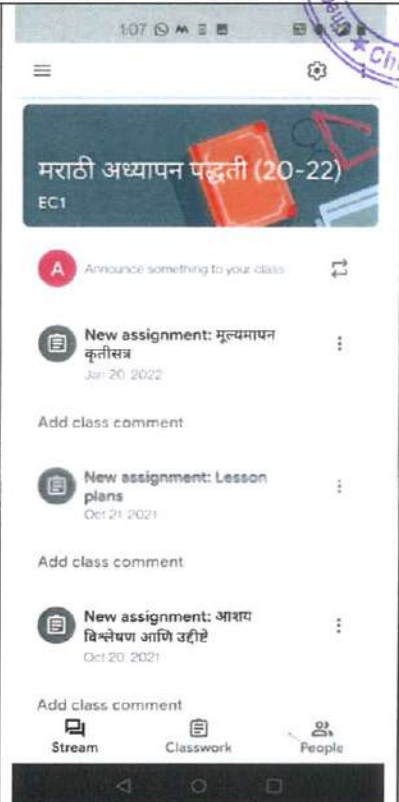 1:07
मराठी अध्यापन पद्धती (20-22)
EC1
A
Announce something to your class
New assignment: मूल्यमापन
कृतीसत्र
Jan 20, 2022
Add class comment
New assignment: Lesson
plans
Oct 21, 2021
Add class comment
New assignment: आशय
विश्लेषण आणि उद्दीष्टे
Oct 20, 2021
Add class comment
Stream
Classwork
People